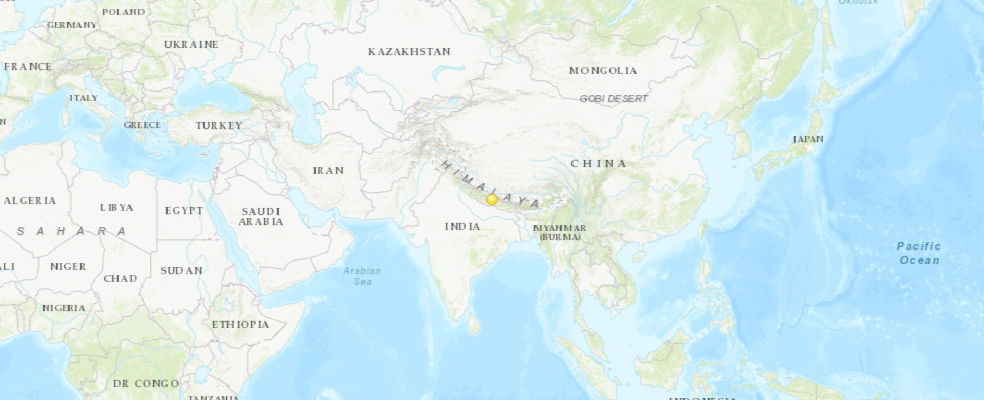 Okhotsk
POLAND
GERMANY
UKRAINE
KAZAKHSTAN
FRANCE
MONGOLIA
ITALY
GOBI DESERT
GREECE
TURKEY
JAPAN
CHINA
IRAN
HIMALAYA
ALGERIA
LIBYA
EGYPT
SAUDI
ARABIA
INDIA
MYANMAR
(BURMA)
SAHARA
Pacific
Ocean
ALI
NIGER
CHAD
SUDAN
Arabian
Sea
NIGERIA
ETHIOPIA
DR CONGO
TANZANIA
INDONESIA